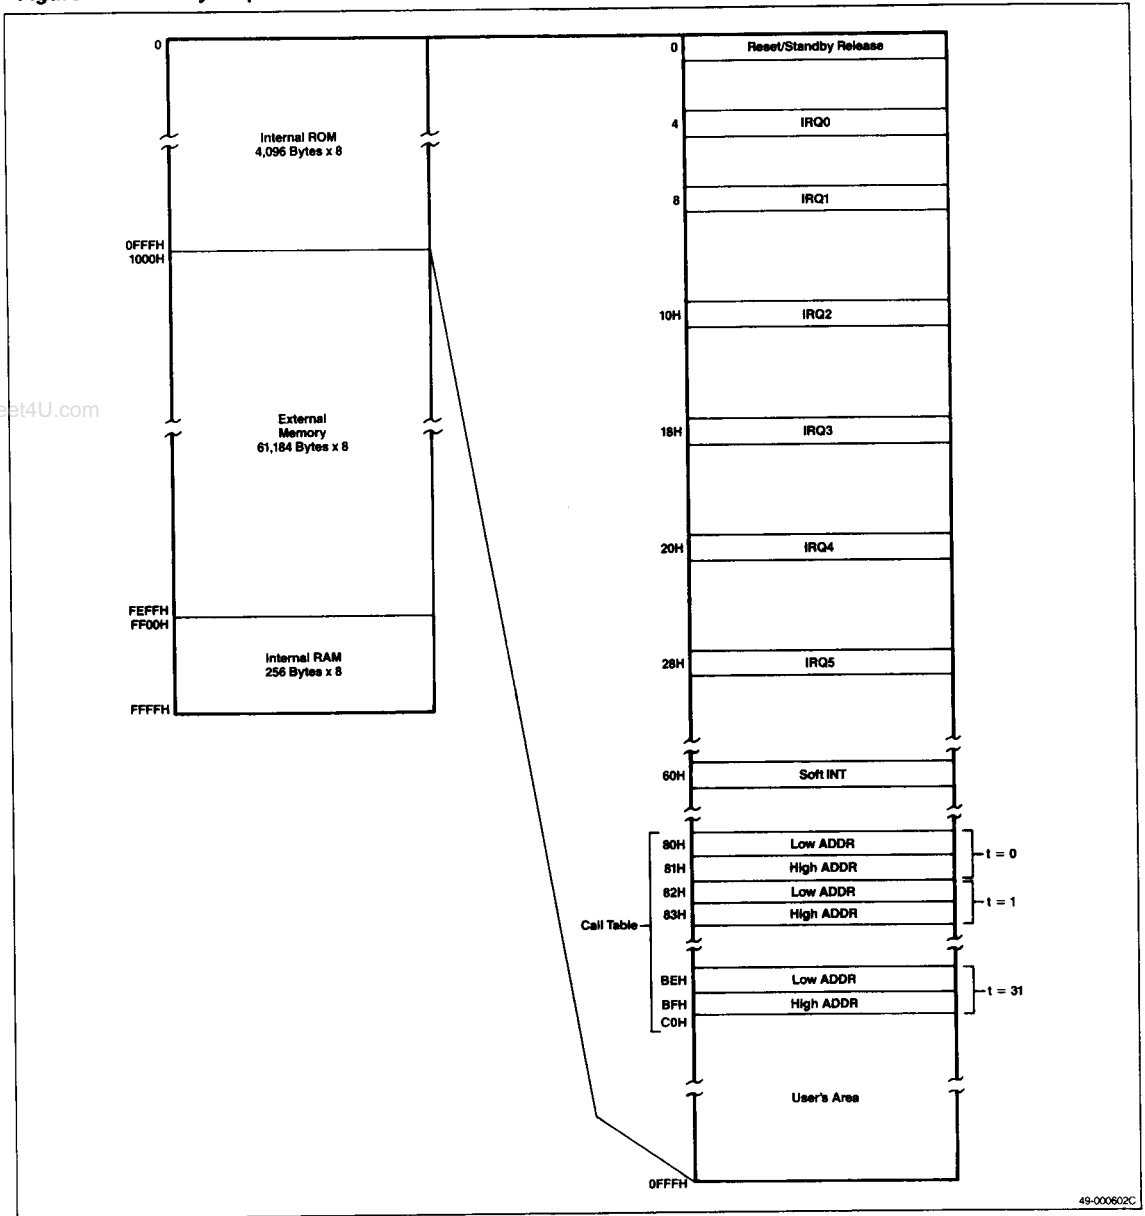 0
Internal ROM
4,096 Bytes x 8
0FFFH
1000H
External
Memory
61,184 Bytes x 8
FEFFH
FF00H
Internal RAM
256 Bytes x 8
FFFFH
eet4U.com
0
Reset/Standby Release
4
IRQ0
8
IRQ1
10H
IRQ2
18H
IRQ3
20H
IRQ4
28H
IRQ5
60H
Soft INT
Call Table
80H
Low ADDR
81H
High ADDR
t = 0
82H
Low ADDR
83H
High ADDR
t = 1
BEH
Low ADDR
BFH
High ADDR
t = 31
C0H
User's Area
0FFFH
49-000602C